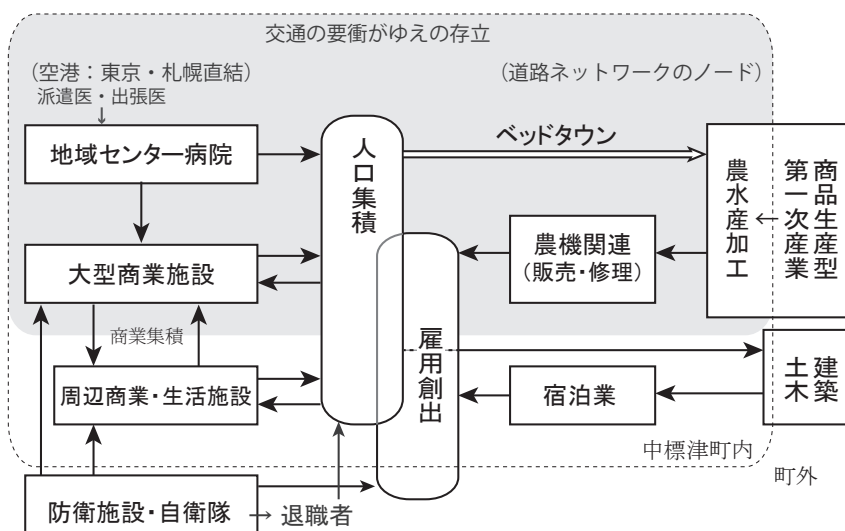 交通の要衝がゆえの存立
（空港：東京・札幌直結）
派遣医・出張医
（道路ネットワークのノード）
地域センター病院
人口集積
ベッドタウン
農水産加工
←
商品生産型
第一次産業
大型商業施設
農機関連
（販売・修理）
商業集積
雇用創出
周辺商業・生活施設
宿泊業
建築
土木
中標津町内
町外
防衛施設・自衛隊
→ 退職者